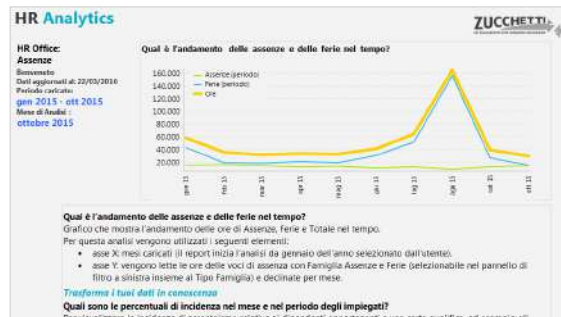 HR Analytics
ZUCCHETTI
HR Office:
Assenze
Benvenuto
Dati aggiornati al: 22/03/2016
Periodo caricato:
gen 2015 - ott 2015
Mese di Analisi :
ottobre 2015
Qual è l'andamento delle assenze e delle ferie nel tempo?
160.000
140.000
120.000
100.000
80.000
60.000
40.000
20.000
Assenze (periodo)
Ferie (periodo)
Ore
gen 15
feb 15
mar 15
apr 15
mag 15
giu 15
lug 15
ago 15
set 15
ott 15
Qual è l'andamento delle assenze e delle ferie nel tempo?
Grafico che mostra l'andamento delle ore di Assenze, Ferie e Totale nel tempo.
Per questa analisi vengono utilizzati i seguenti elementi:
• asse X: mesi caricati (il report inizia l'analisi da gennaio dell'anno selezionato dall'utente).
• asse Y: vengono lette le ore delle voci di assenza con Famiglia Assenze e Ferie (selezionabile nel pannello di
filtro a sinistra insieme al Tipo Famiglia) e declinate per mese.
Trasforma i tuoi dati in conoscenza
Quali sono le percentuali di incidenza nel mese e nel periodo degli impiegati?